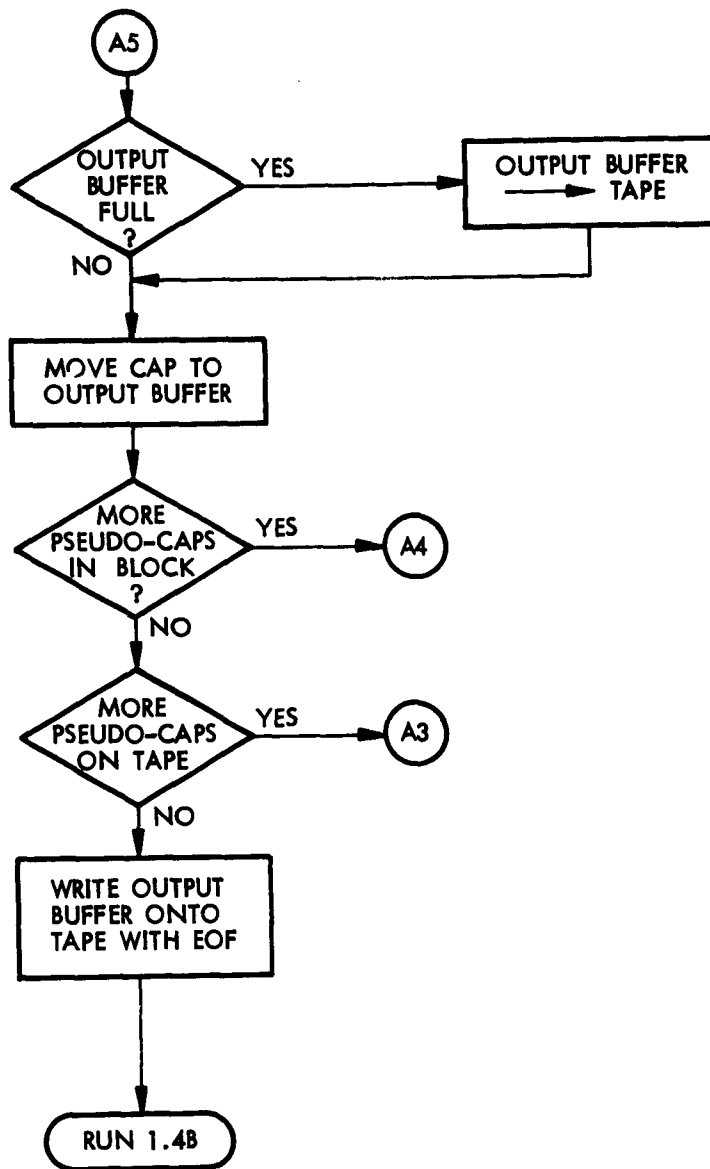 A5
OUTPUT
BUFFER
FULL
?
YES
OUTPUT BUFFER
TAPE
NO
MOVE CAP TO
OUTPUT BUFFER
MORE
PSEUDO-CAPS
IN BLOCK
?
YES
A4
NO
MORE
PSEUDO-CAPS
ON TAPE
YES
A3
NO
WRITE OUTPUT
BUFFER ONTO
TAPE WITH EOF
RUN 1.4B